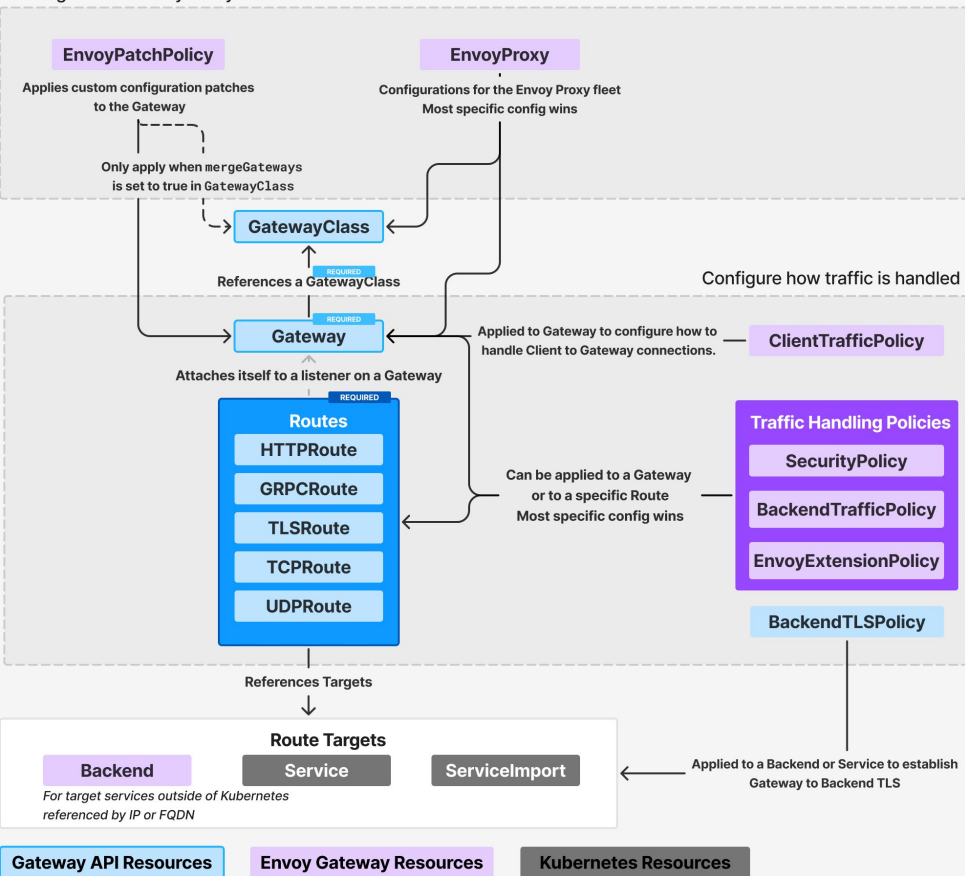 EnvoyPatchPolicy
EnvoyProxy
Applies custom configuration patches
to the Gateway
Configurations for the Envoy Proxy fleet
Most specific config wins
Only apply when mergeGateways
is set to true in GatewayClass
GatewayClass
REQUIRED
References a GatewayClass
Configure how traffic is handled
REQUIRED
Gateway
Applied to Gateway to configure how to
handle Client to Gateway connections.
ClientTrafficPolicy
Attaches itself to a listener on a Gateway
REQUIRED
Routes
HTTPRoute
GRPCRoute
TLSRoute
TCPRoute
UDPRoute
Can be applied to a Gateway
or to a specific Route
Most specific config wins
Traffic Handling Policies
SecurityPolicy
BackendTrafficPolicy
EnvoyExtensionPolicy
BackendTLSPolicy
References Targets
Route Targets
Backend
Service
ServiceImport
For target services outside of Kubernetes
referenced by IP or FQDN
Applied to a Backend or Service to establish
Gateway to Backend TLS
Gateway API Resources
Envoy Gateway Resources
Kubernetes Resources